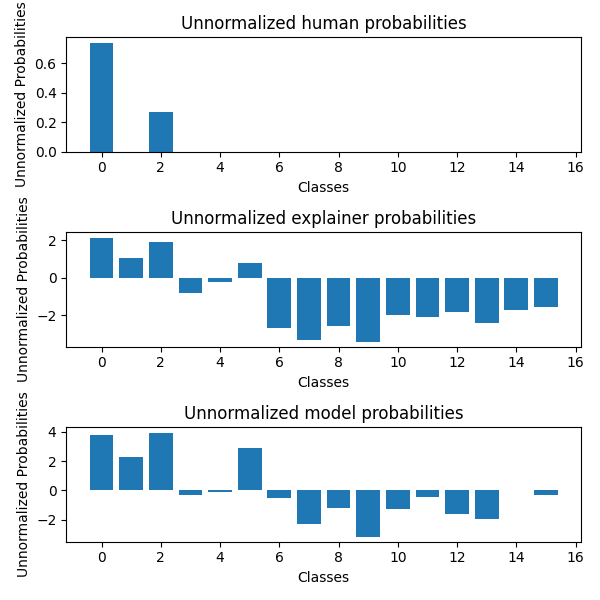 Unnormalized human probabilities
Unnormalized Probabilities
0.6
0.4
0.2
0.0
0 2 4 6 8 10 12 14 16
Classes
Unnormalized explainer probabilities
Unnormalized Probabilities
2
0
−2
0 2 4 6 8 10 12 14 16
Classes
Unnormalized model probabilities
Unnormalized Probabilities
4
2
0
−2
0 2 4 6 8 10 12 14 16
Classes